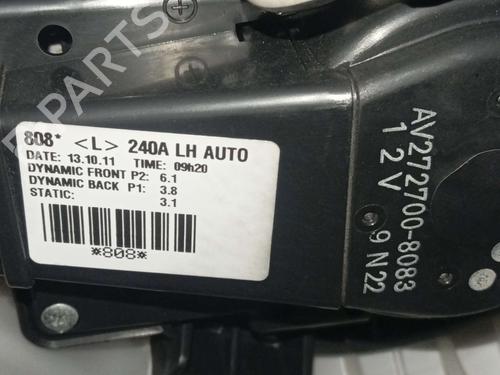 B-PARTS
808* <L> 240A LH AUTO
DATE: 13.10.11 TIME: 09h20
DYNAMIC FRONT P2: 6.1
DYNAMIC BACK P1: 3.8
STATIC: 3.1
*808*
AV272700-8083
12V
9N22